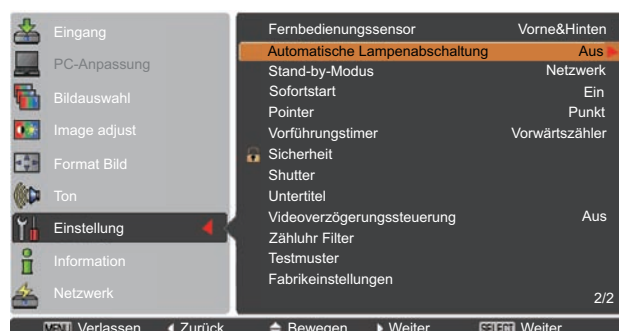 Eingang
PC-Anpassung
Bildauswahl
Image adjust
Format Bild
Ton
Einstellung
Information
Netzwerk
Fernbedienungssensor Vorne&Hinten
Automatische Lampenabschaltung Aus
Stand-by-Modus Netzwerk
Sofortstart Ein
Pointer Punkt
Vorführungstimer Vorwärtszähler
Sicherheit
Shutter
Untertitel
Videoverzögerungssteuerung Aus
Zähluhr Filter
Testmuster
Fabrikeinstellungen
2/2
MENU Verlassen Zurück Bewegen Weiter SELECT Weiter